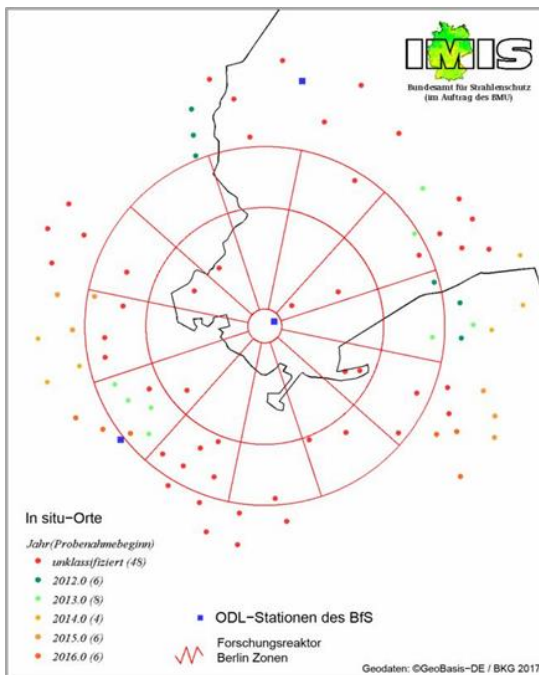 IMIS
Bundesamt für Strahlenschutz
(im Auftrag des BMU)
In situ-Orte
Jahr(Probenahmebeginn)
unklassifiziert (48)
2012.0 (6)
2013.0 (8)
2014.0 (4)
2015.0 (6)
2016.0 (6)
ODL-Stationen des BfS
Forschungsreaktor
Berlin Zonen
Geodaten: ©GeoBasis-DE / BKG 2017